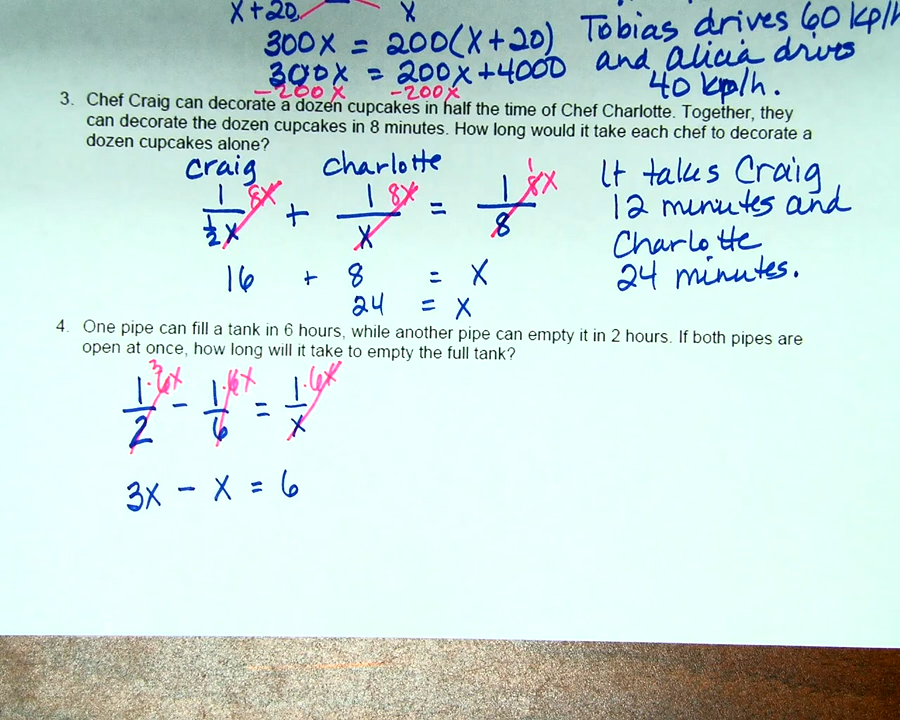 x+20 x
300x = 200(x+20)
300x = 200x+4000
-200x -200x
Tobias drives 60 kp/h
and Alicia drives
40 kp/h.
3. Chef Craig can decorate a dozen cupcakes in half the time of Chef Charlotte. Together, they
can decorate the dozen cupcakes in 8 minutes. How long would it take each chef to decorate a
dozen cupcakes alone?
Craig Charlotte
1/(1/2 x) 8x + 1/x 8x = 1/8 8x 1
16 + 8 = x
24 = x
It takes Craig
12 minutes and
Charlotte
24 minutes.
4. One pipe can fill a tank in 6 hours, while another pipe can empty it in 2 hours. If both pipes are
open at once, how long will it take to empty the full tank?
1/2 · 6x 3 - 1/6 · 6x = 1/x · 6x
3x - x = 6